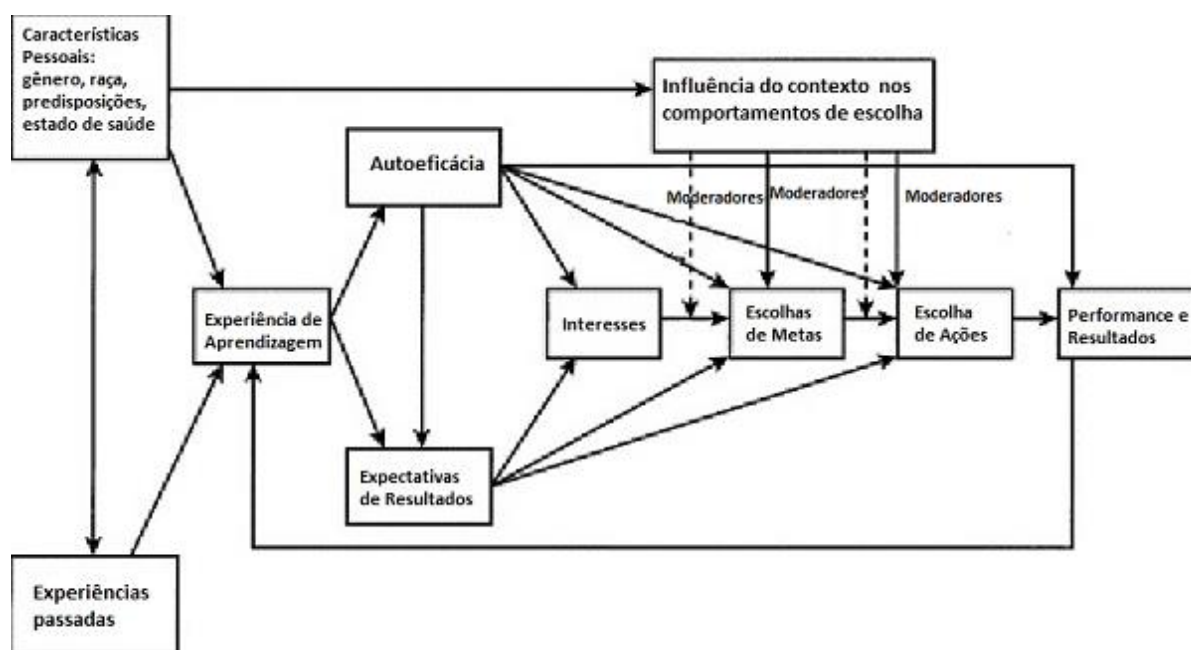 Característícas
Pessoais:
gênero, raça,
predisposições,
estado de saúde
Influência do contexto nos
comportamentos de escolha
Autoeficácia
Moderadores
Moderadores
Moderadores
Experiência de
Aprendizagem
Interesses
Escolhas
de Metas
Escolha
de Ações
Performance e
Resultados
Expectativas
de Resultados
Experiências
passadas